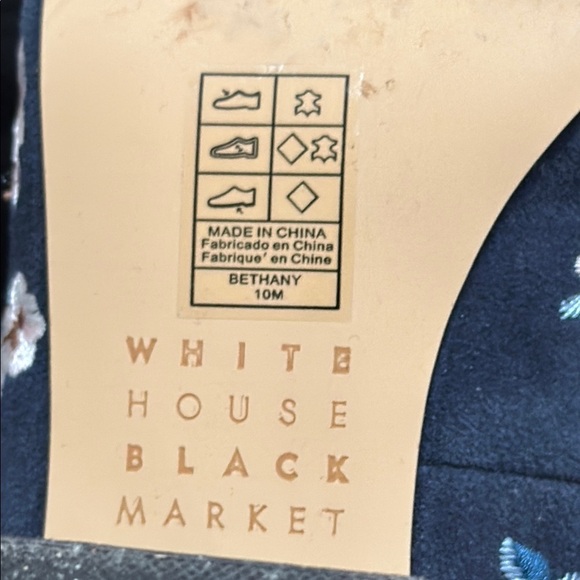 MADE IN CHINA
Fabricado en China
Fabrique' en Chine
BETHANY
10M
WHITE
HOUSE
BLACK
MARKET